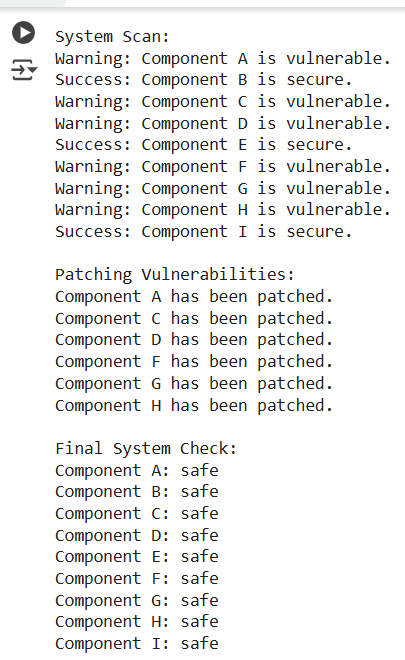 System Scan:
Warning: Component A is vulnerable.
Success: Component B is secure.
Warning: Component C is vulnerable.
Warning: Component D is vulnerable.
Success: Component E is secure.
Warning: Component F is vulnerable.
Warning: Component G is vulnerable.
Warning: Component H is vulnerable.
Success: Component I is secure.

Patching Vulnerabilities:
Component A has been patched.
Component C has been patched.
Component D has been patched.
Component F has been patched.
Component G has been patched.
Component H has been patched.

Final System Check:
Component A: safe
Component B: safe
Component C: safe
Component D: safe
Component E: safe
Component F: safe
Component G: safe
Component H: safe
Component I: safe